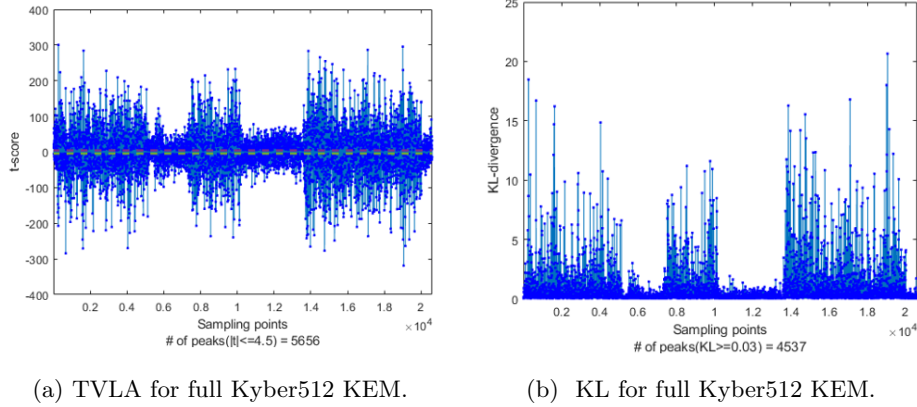 400
300
200
100
0
-100
-200
-300
-400
t-score
0.2 0.4 0.6 0.8 1 1.2 1.4 1.6 1.8 2
× 10^4
Sampling points
# of peaks(|t|<=4.5) = 5656
(a) TVLA for full Kyber512 KEM.
25
20
15
10
5
0
KL-divergence
0.2 0.4 0.6 0.8 1 1.2 1.4 1.6 1.8 2
× 10^4
Sampling points
# of peaks(KL>=0.03) = 4537
(b) KL for full Kyber512 KEM.